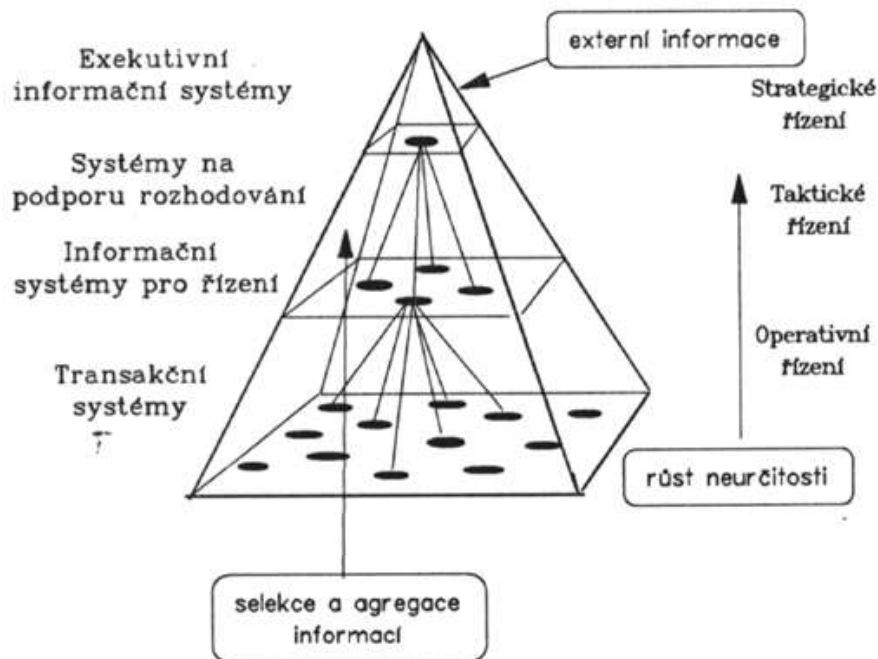 externí informace
Exekutivní
informační systémy
Strategické
řízení
Systémy na
podporu rozhodování
Taktické
řízení
Informační
systémy pro řízení
Operativní
řízení
Transakční
systémy
růst neurčitosti
selekce a agregace
informací